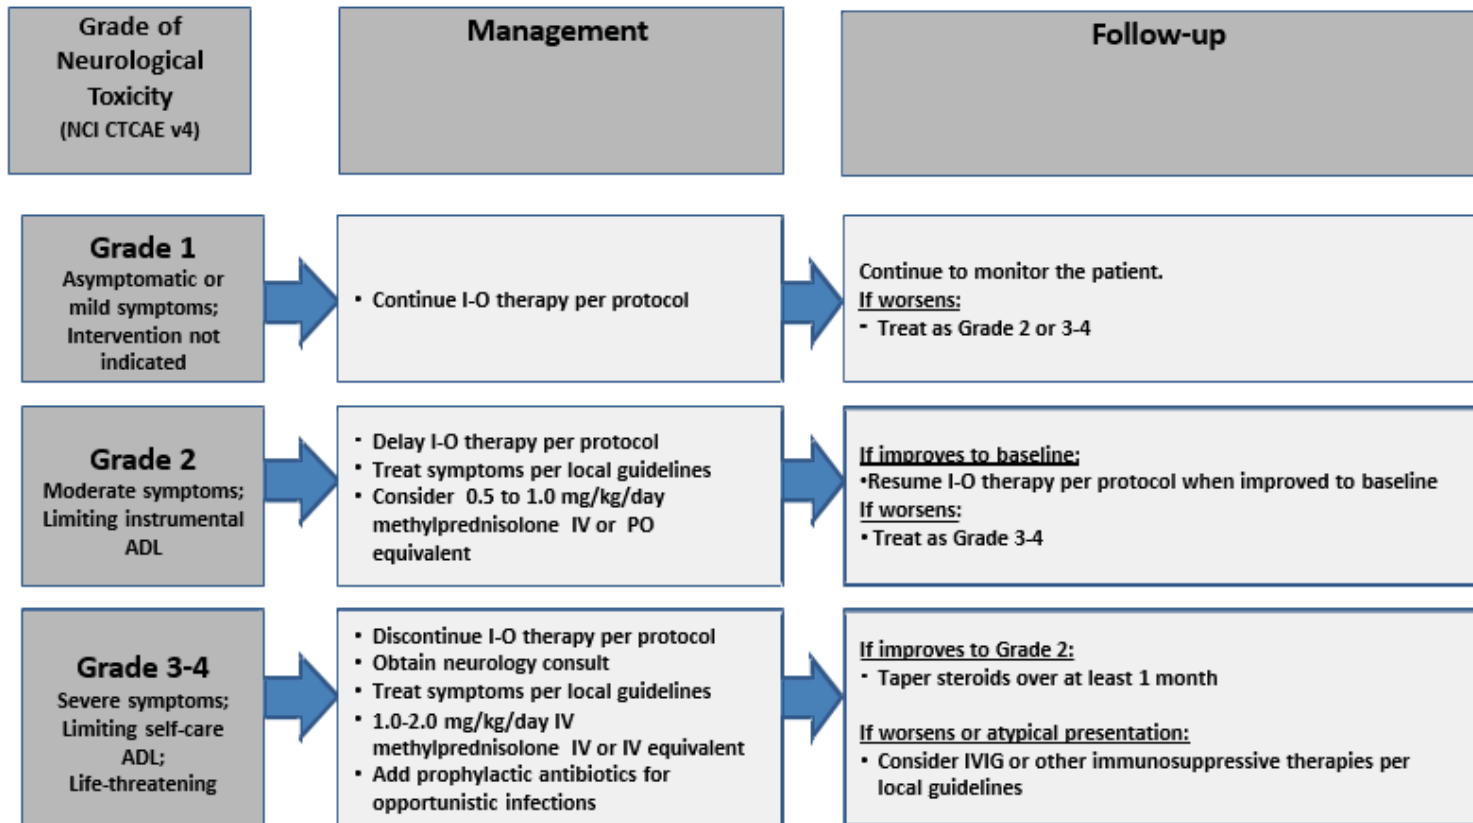 Grade of
Neurological
Toxicity
(NCI CTCAE v4)
Management
Follow-up
Grade 1
Asymptomatic or
mild symptoms;
Intervention not
indicated
• Continue I-O therapy per protocol
Continue to monitor the patient.
If worsens:
- Treat as Grade 2 or 3-4
Grade 2
Moderate symptoms;
Limiting instrumental
ADL
• Delay I-O therapy per protocol
• Treat symptoms per local guidelines
• Consider 0.5 to 1.0 mg/kg/day
methylprednisolone IV or PO
equivalent
If improves to baseline:
•Resume I-O therapy per protocol when improved to baseline
If worsens:
• Treat as Grade 3-4
Grade 3-4
Severe symptoms;
Limiting self-care
ADL;
Life-threatening
• Discontinue I-O therapy per protocol
• Obtain neurology consult
• Treat symptoms per local guidelines
• 1.0-2.0 mg/kg/day IV
methylprednisolone IV or IV equivalent
• Add prophylactic antibiotics for
opportunistic infections
If improves to Grade 2:
- Taper steroids over at least 1 month
If worsens or atypical presentation:
• Consider IVIG or other immunosuppressive therapies per
local guidelines